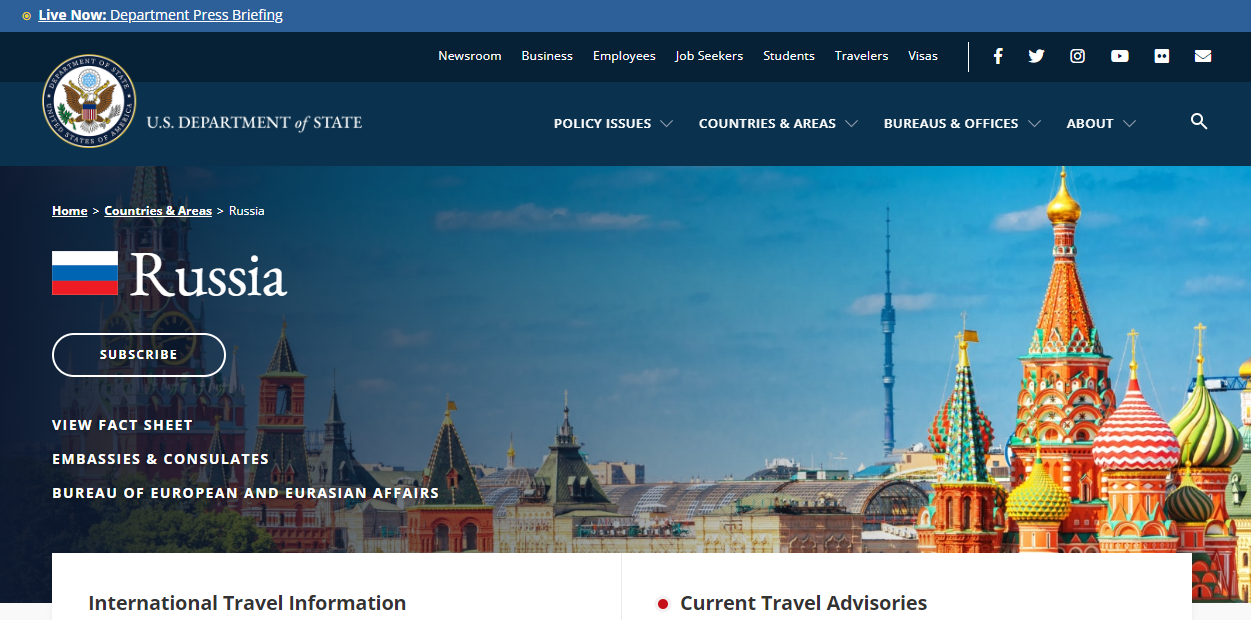 Live Now: Department Press Briefing
Newsroom Business Employees Job Seekers Students Travelers Visas
DEPARTMENT OF STATE
UNITED STATES OF AMERICA
U.S. DEPARTMENT of STATE
POLICY ISSUES COUNTRIES & AREAS BUREAUS & OFFICES ABOUT
Home > Countries & Areas > Russia
Russia
SUBSCRIBE
VIEW FACT SHEET
EMBASSIES & CONSULATES
BUREAU OF EUROPEAN AND EURASIAN AFFAIRS
International Travel Information
Current Travel Advisories